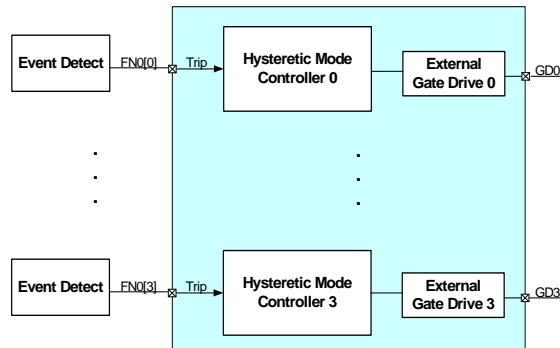 Event Detect
FN0[0]
Trip
Hysteretic Mode
Controller 0
External
Gate Drive 0
GD0
Event Detect
FN0[3]
Trip
Hysteretic Mode
Controller 3
External
Gate Drive 3
GD3